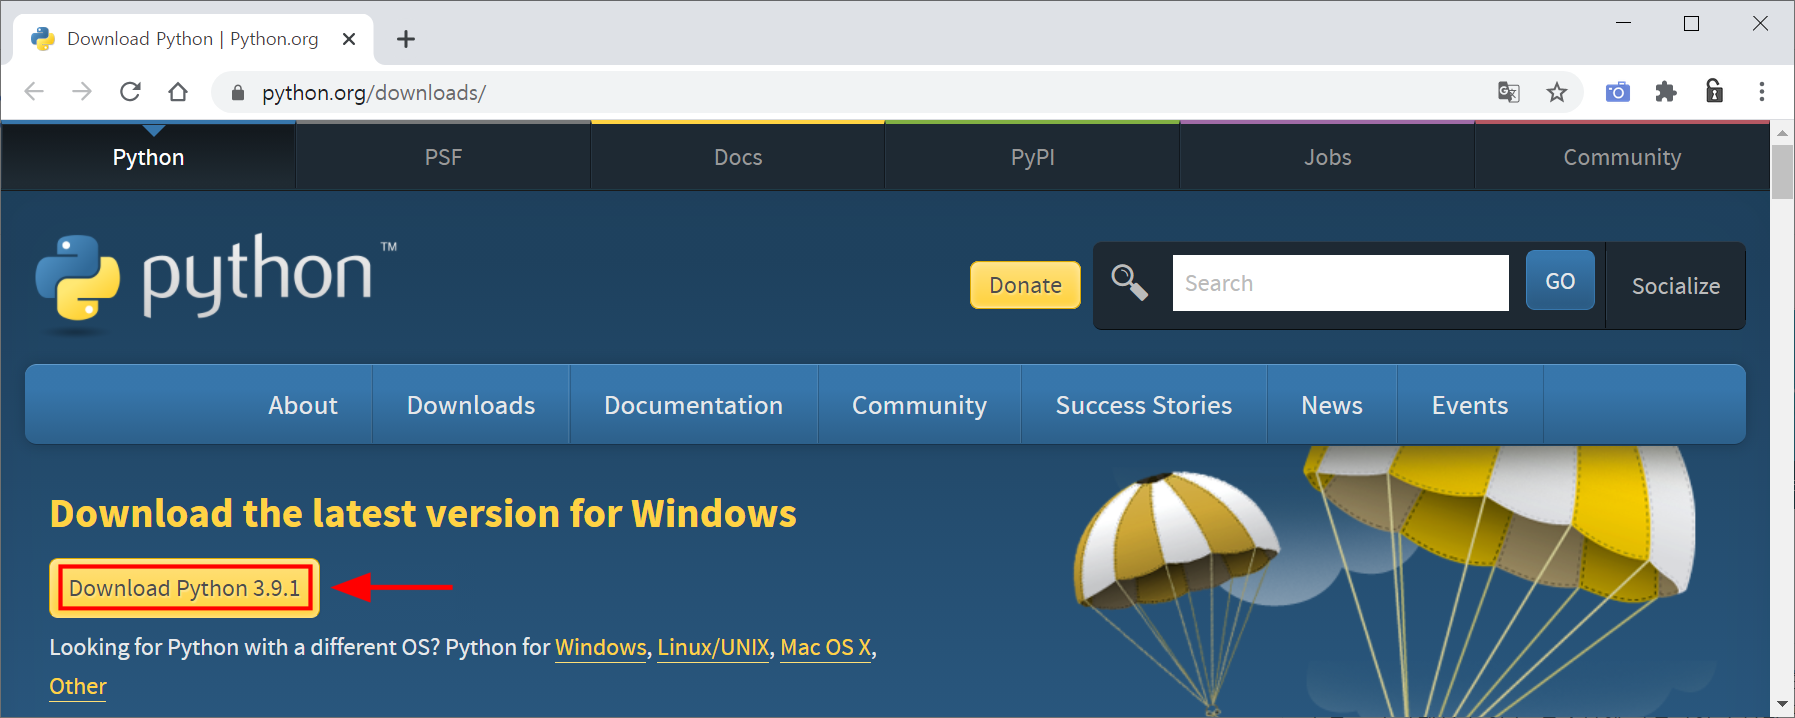 Download Python | Python.org
python.org/downloads/
Python PSF Docs PyPI Jobs Community
python™
Donate Search GO Socialize
About Downloads Documentation Community Success Stories News Events
Download the latest version for Windows
Download Python 3.9.1
Looking for Python with a different OS? Python for Windows, Linux/UNIX, Mac OS X,
Other